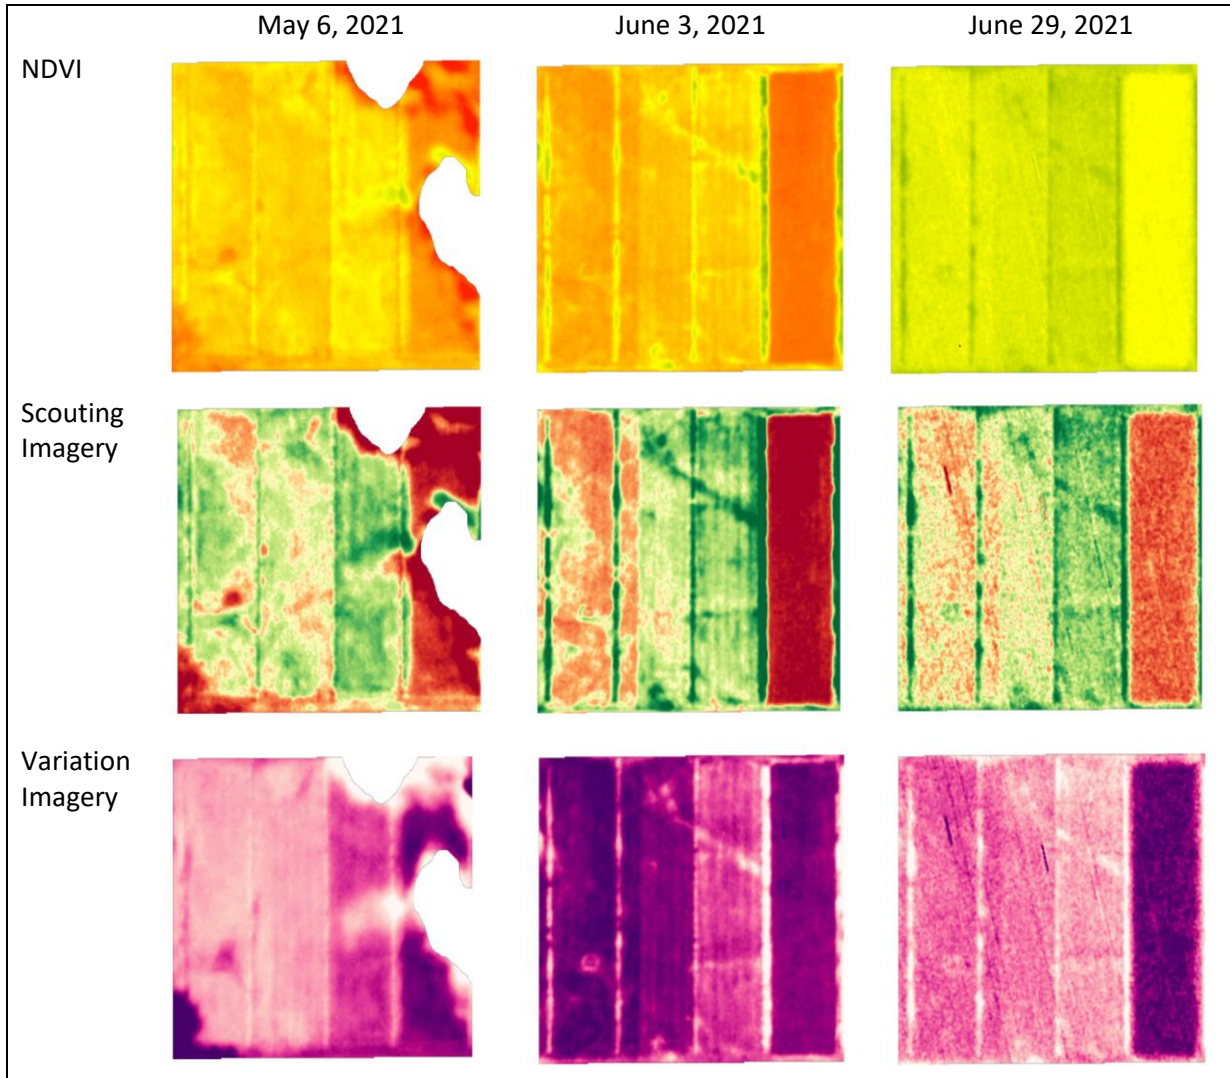 May 6, 2021 June 3, 2021 June 29, 2021
NDVI
Scouting
Imagery
Variation
Imagery